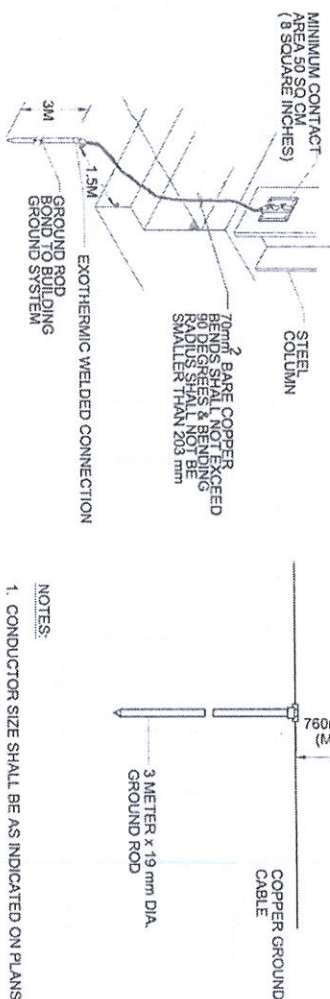 MINIMUM CONTACT
AREA 50 SQ CM
( 8 SQUARE INCHES)
STEEL
COLUMN
70mm² BARE COPPER
BENDS SHALL NOT EXCEED
90 DEGREES & BENDING
RADIUS SHALL NOT BE
SMALLER THAN 203 mm
1.5M
3M
EXOTHERMIC WELDED CONNECTION
GROUND ROD
BOND TO BUILDING
GROUND SYSTEM
COPPER GROUND
CABLE
3 METER x 19 mm DIA.
GROUND ROD
NOTES:
1. CONDUCTOR SIZE SHALL BE AS INDICATED ON PLANS